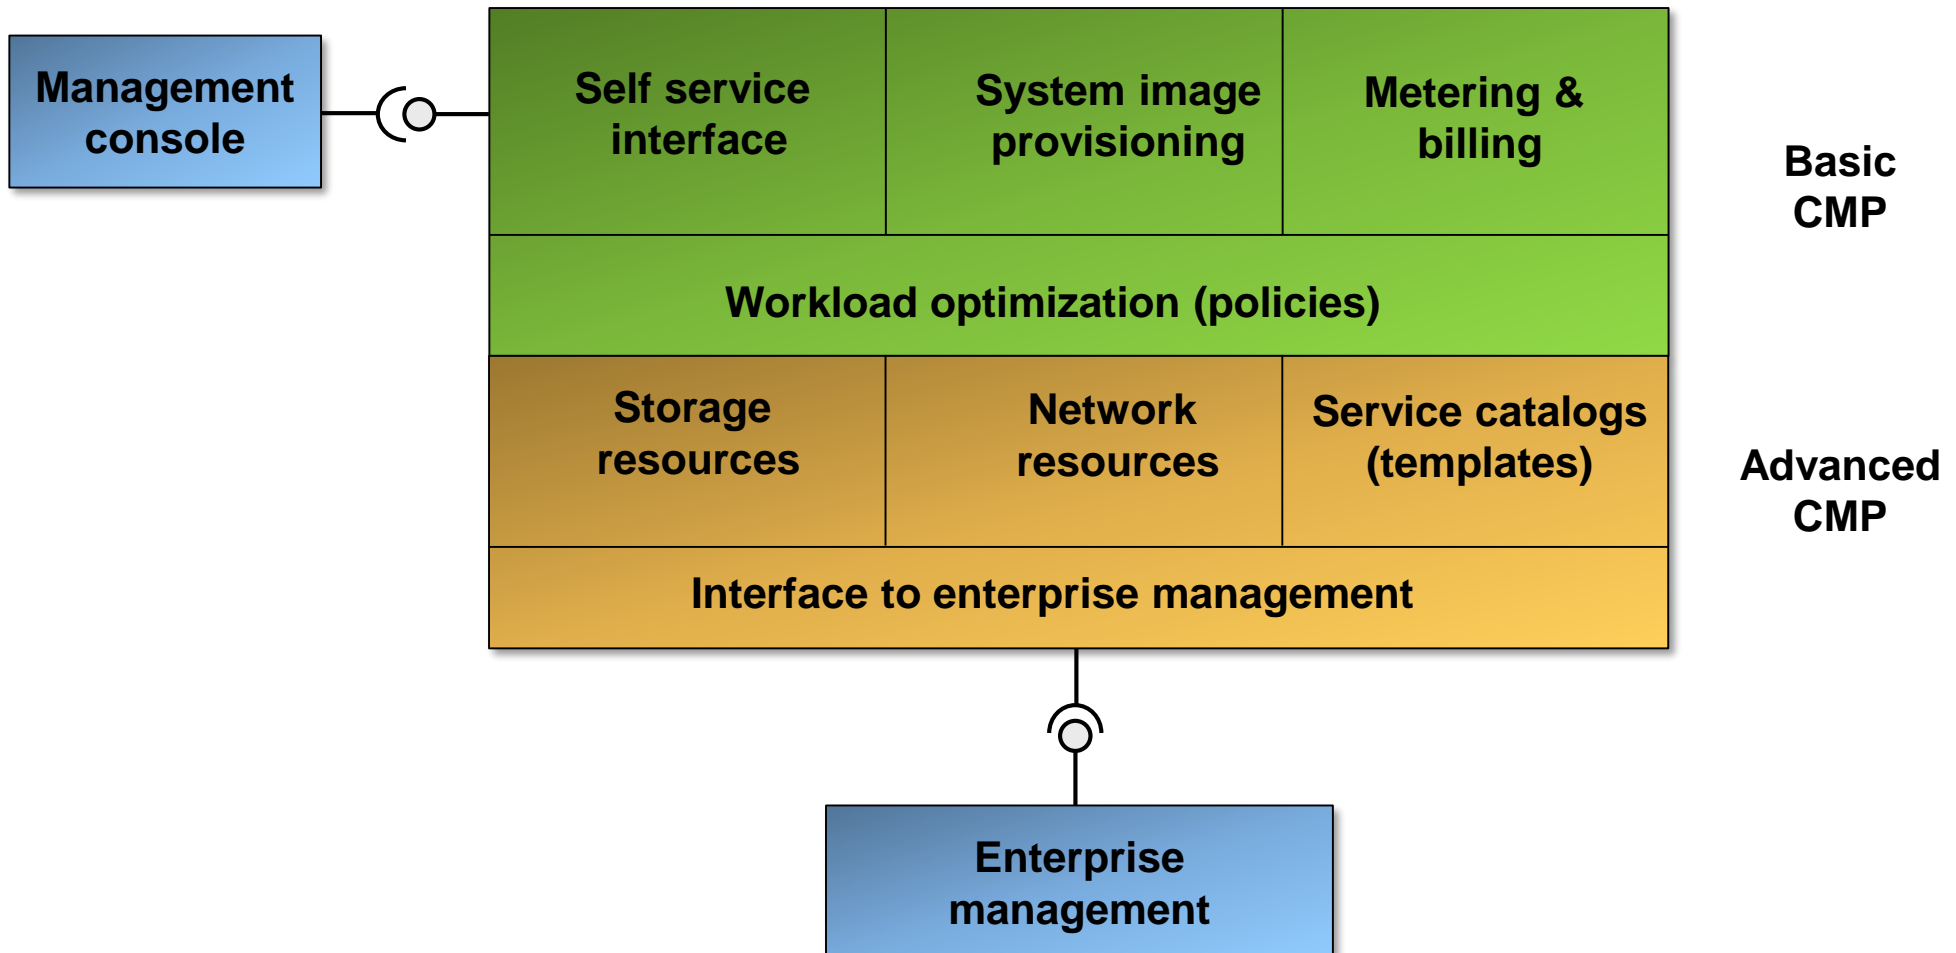 Management
console
Self service
interface
System image
provisioning
Metering &
billing
Basic
CMP
Workload optimization (policies)
Storage
resources
Network
resources
Service catalogs
(templates)
Advanced
CMP
Interface to enterprise management
Enterprise
management